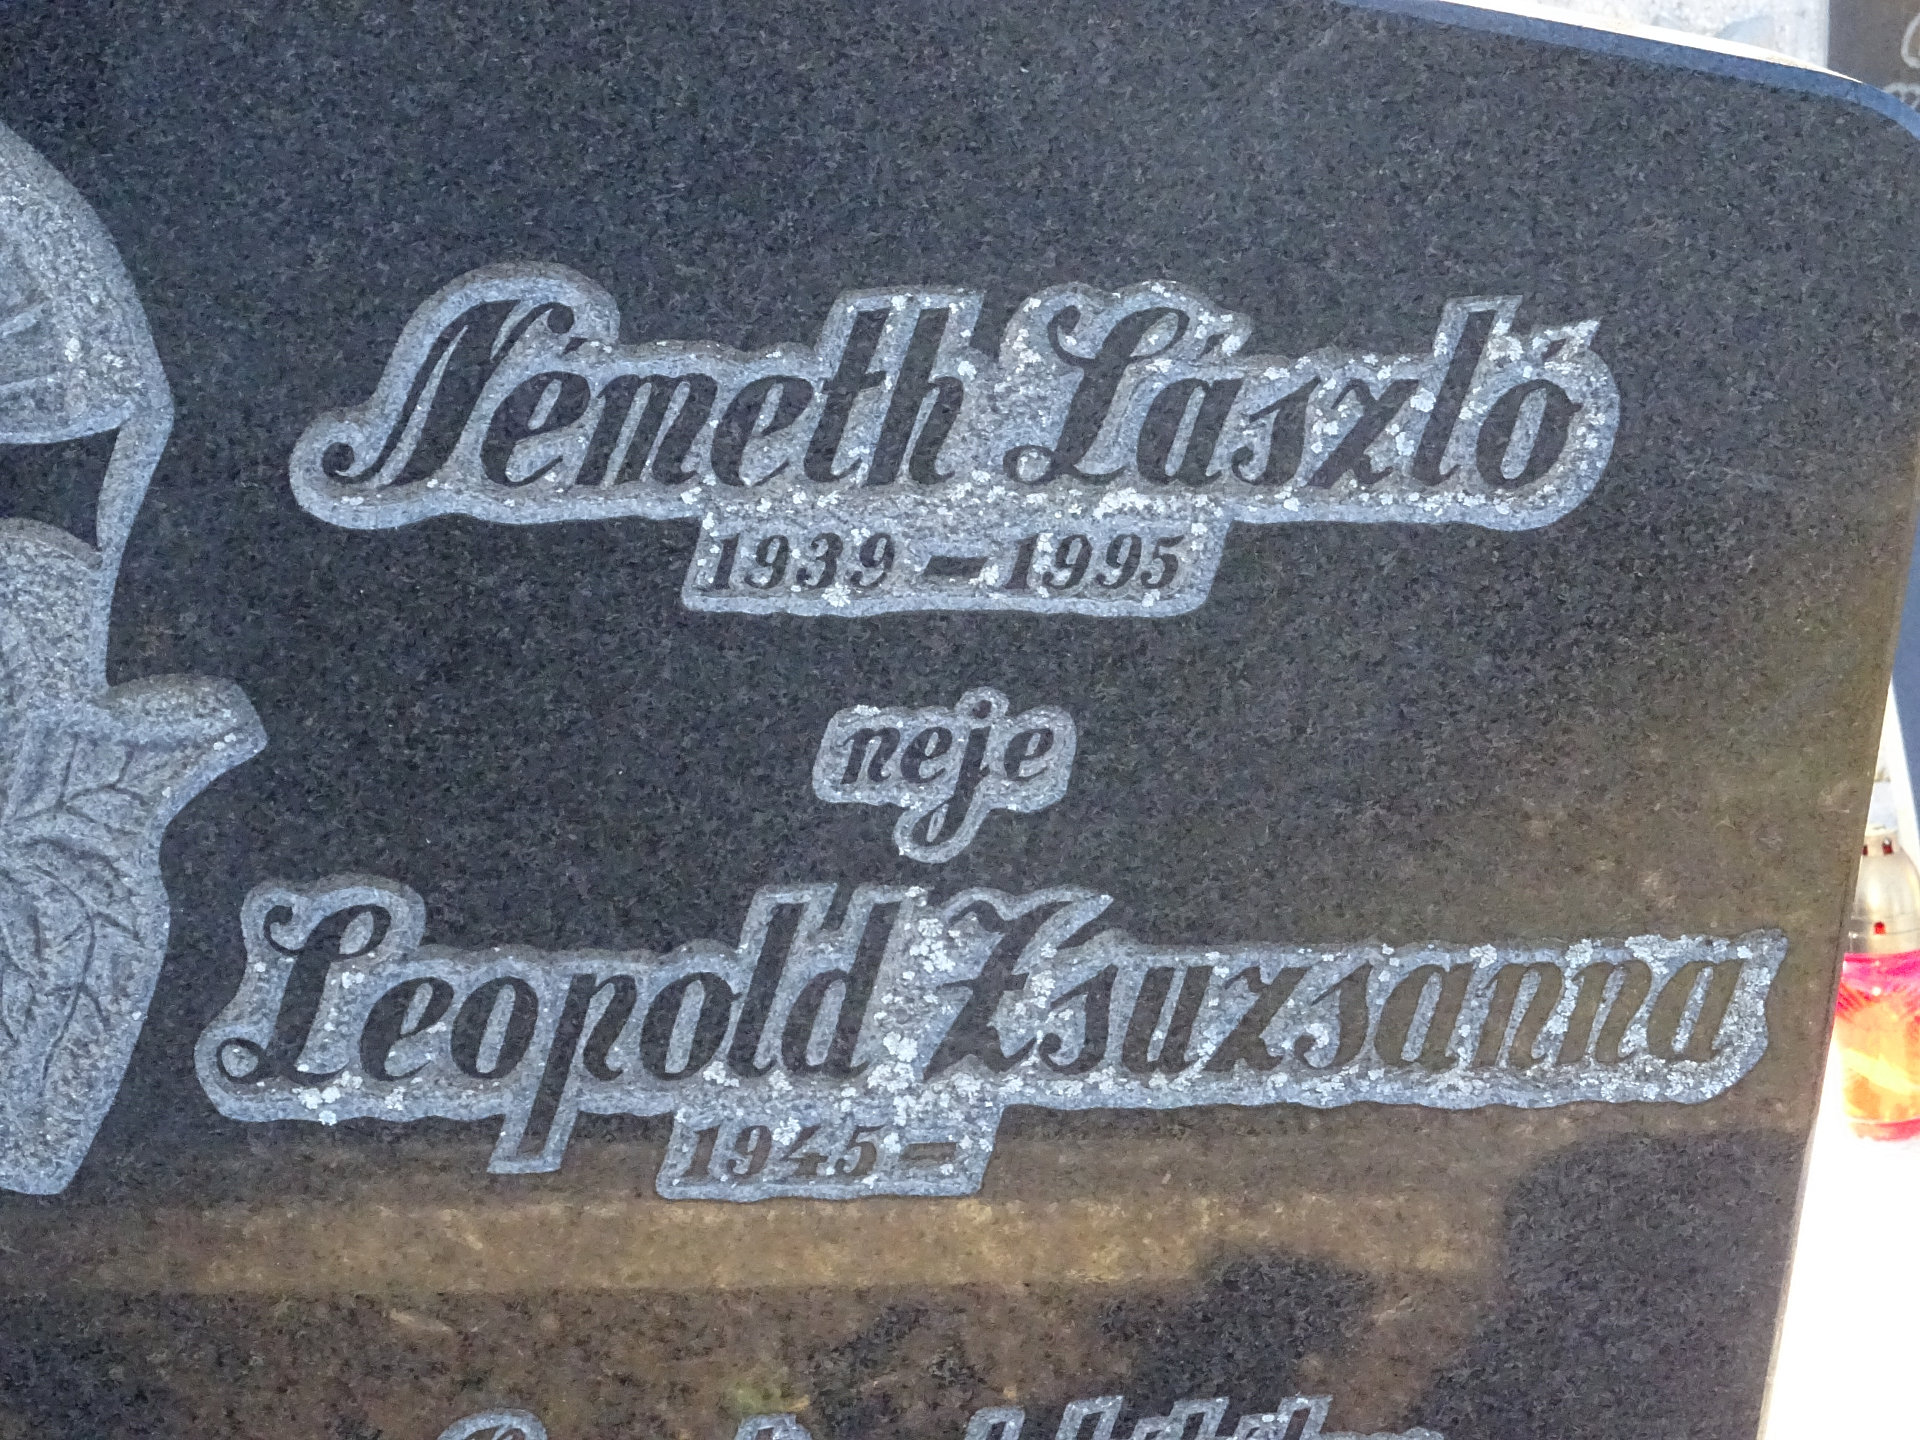 Németh László
1939 - 1995
neje
Leopold Zsuzsanna
1945 -